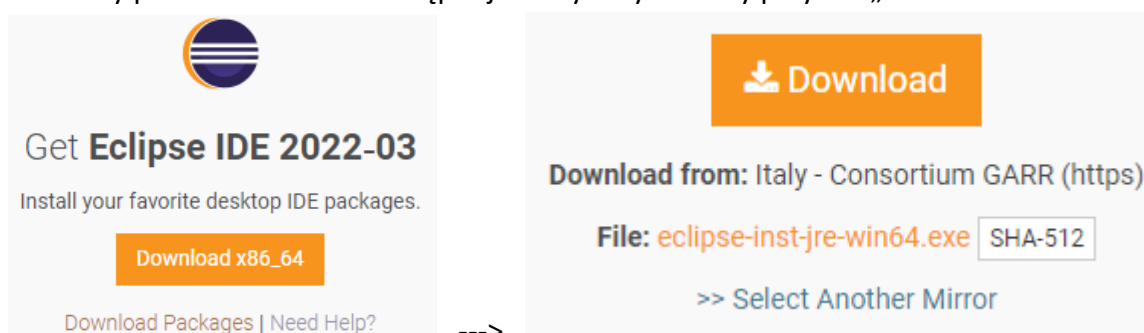 Get Eclipse IDE 2022-03
Install your favorite desktop IDE packages.
Download x86_64
Download Packages | Need Help?
--->
Download
Download from: Italy - Consortium GARR (https)
File: eclipse-inst-jre-win64.exe SHA-512
>> Select Another Mirror